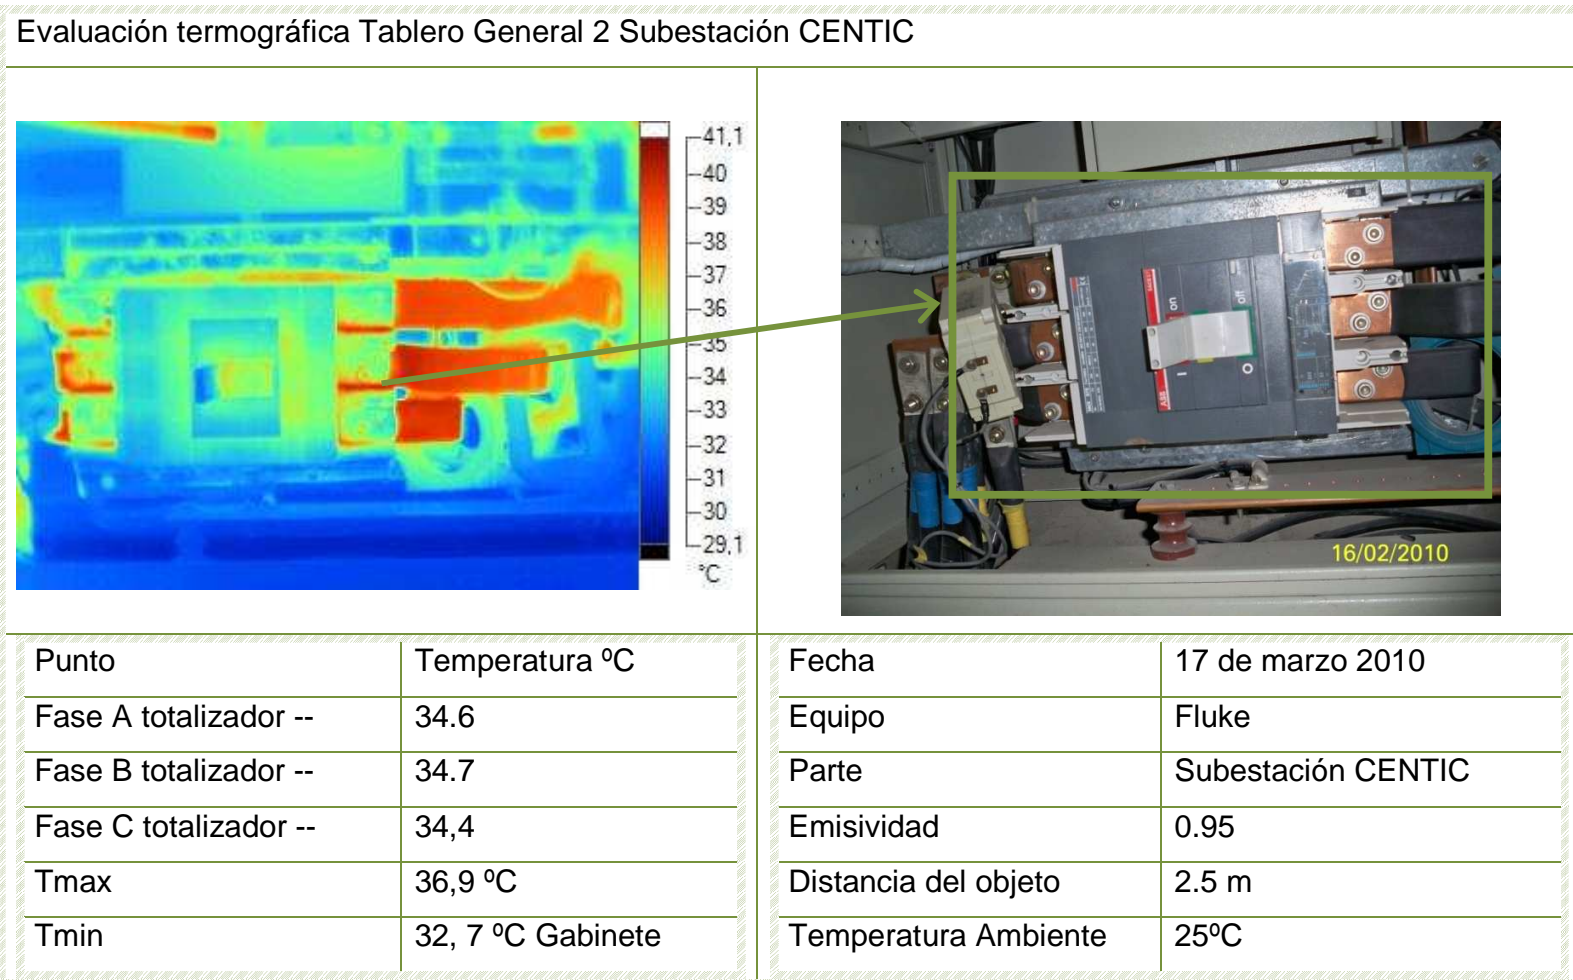 Evaluación termográfica Tablero General 2 Subestación CENTIC
41,1
40
39
38
37
36
35
34
33
32
31
30
29,1
°C
on
off
I
O
ABB
16/02/2010
Punto Temperatura ºC
Fase A totalizador -- 34.6
Fase B totalizador -- 34.7
Fase C totalizador -- 34,4
Tmax 36,9 ºC
Tmin 32, 7 ºC Gabinete
Fecha 17 de marzo 2010
Equipo Fluke
Parte Subestación CENTIC
Emisividad 0.95
Distancia del objeto 2.5 m
Temperatura Ambiente 25ºC